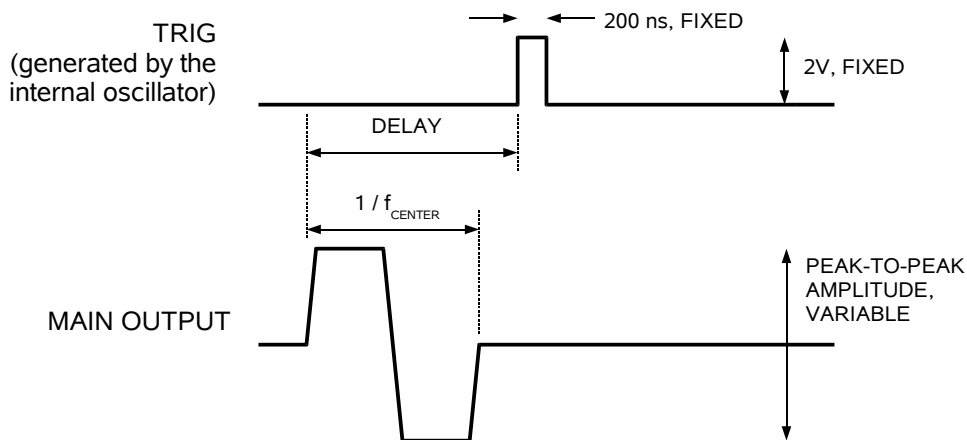 TRIG
(generated by the
internal oscillator)
200 ns, FIXED
2V, FIXED
DELAY
1 / fCENTER
MAIN OUTPUT
PEAK-TO-PEAK
AMPLITUDE,
VARIABLE